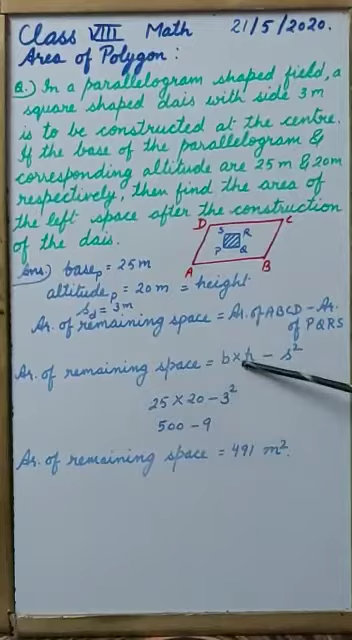 Class VIII Math 21/5/2020.
Area of Polygon :
Q.) In a parallelogram shaped field, a
square shaped dais with side 3 m
is to be constructed at the centre.
If the base of the parallelogram &
corresponding altitude are 25 m & 20 m
respectively, then find the area of
the left space after the construction
of the dais.
D C
S R
P Q
A B
Ans:) base p = 25 m
altitude p = 20 m = height
s d = 3 m
Ar. of remaining space = Ar. of ABCD - Ar.
of PQRS
Ar. of remaining space = b × h - s²
25 × 20 - 3²
500 - 9
Ar. of remaining space = 491 m².